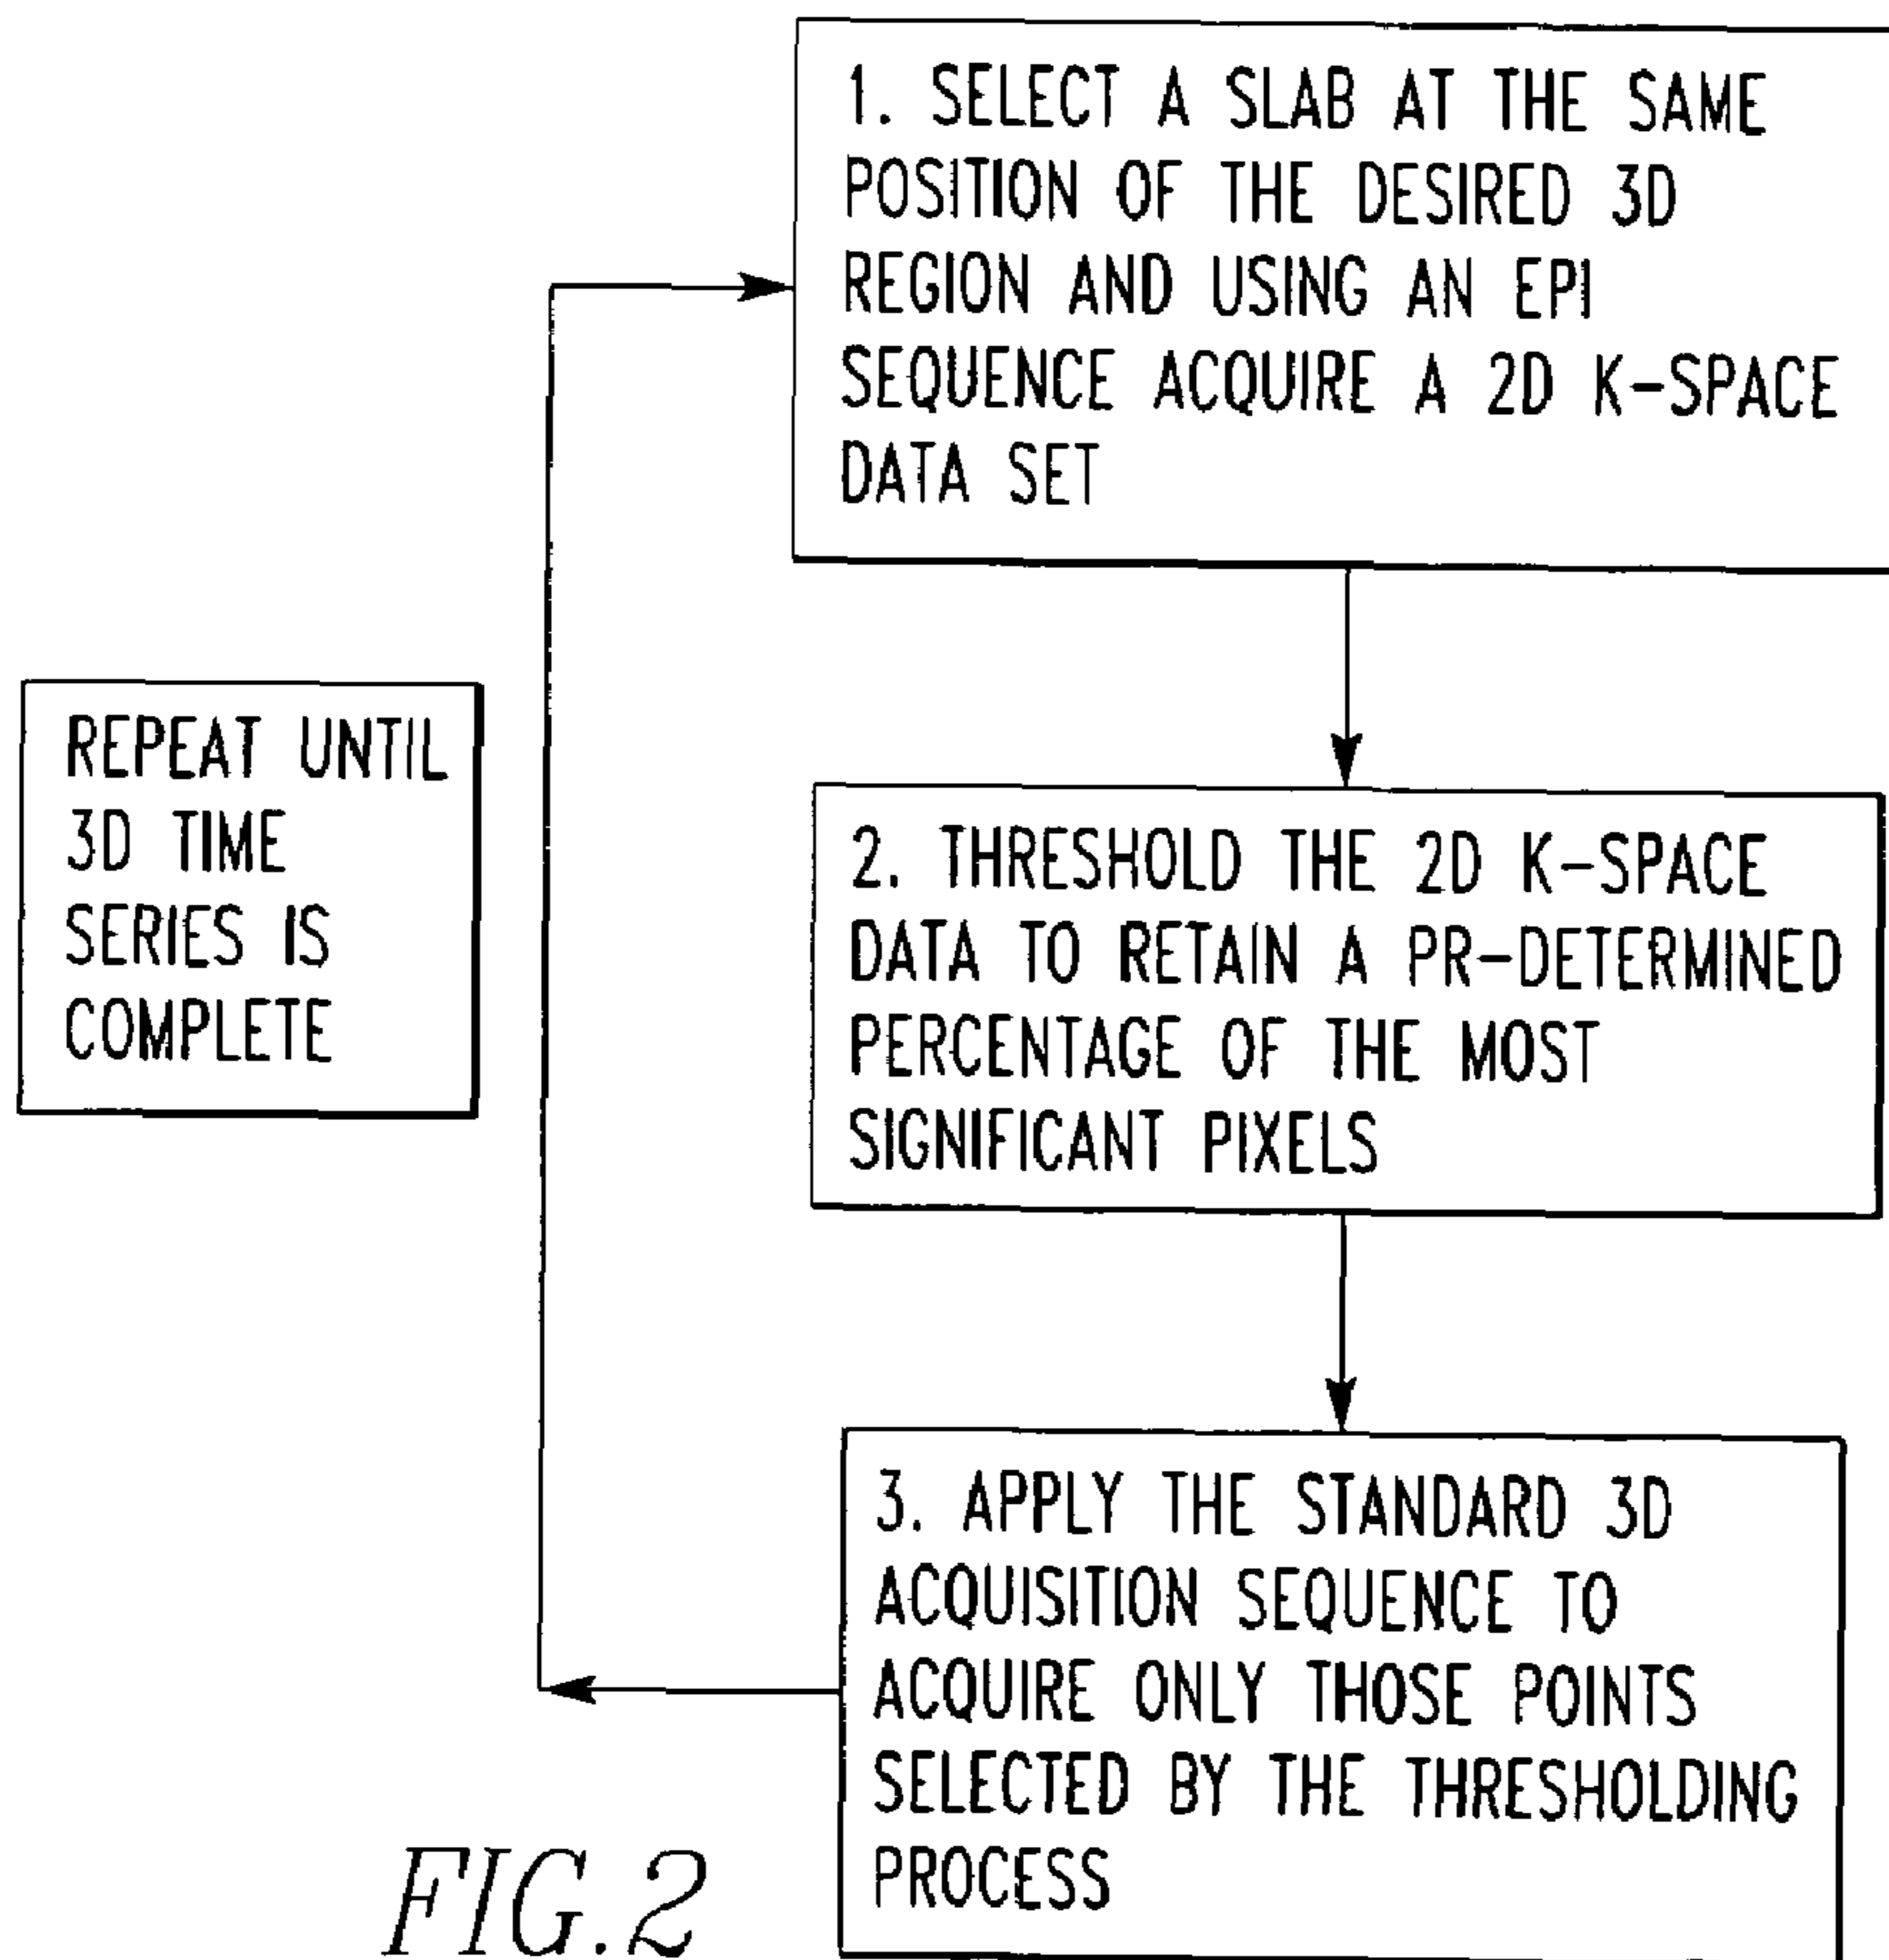 1. SELECT A SLAB AT THE SAME
POSITION OF THE DESIRED 3D
REGION AND USING AN EPI
SEQUENCE ACQUIRE A 2D K-SPACE
DATA SET
REPEAT UNTIL
3D TIME
SERIES IS
COMPLETE
2. THRESHOLD THE 2D K-SPACE
DATA TO RETAIN A PR-DETERMINED
PERCENTAGE OF THE MOST
SIGNIFICANT PIXELS
3. APPLY THE STANDARD 3D
ACQUISITION SEQUENCE TO
ACQUIRE ONLY THOSE POINTS
SELECTED BY THE THRESHOLDING
PROCESS
FIG.2